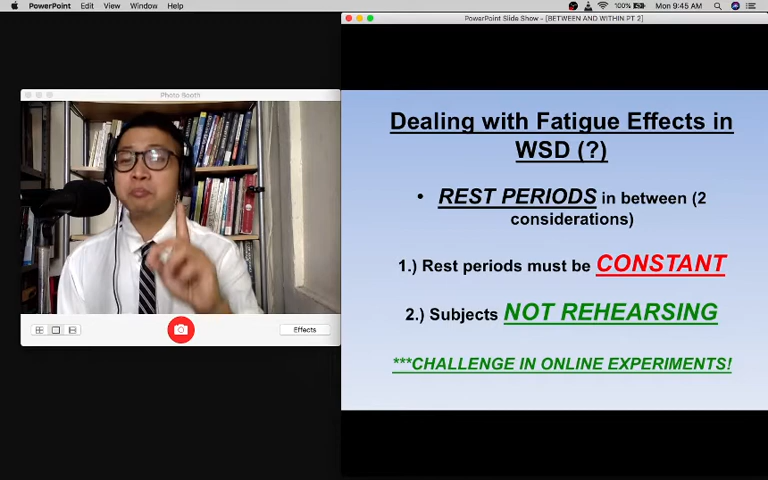 PowerPoint Edit View Window Help 100% Mon 9:45 AM
PowerPoint Slide Show - [BETWEEN AND WITHIN PT 2]
Photo Booth
Dealing with Fatigue Effects in
WSD (?)
• REST PERIODS in between (2
considerations)
1.) Rest periods must be CONSTANT
2.) Subjects NOT REHEARSING
***CHALLENGE IN ONLINE EXPERIMENTS!
Effects